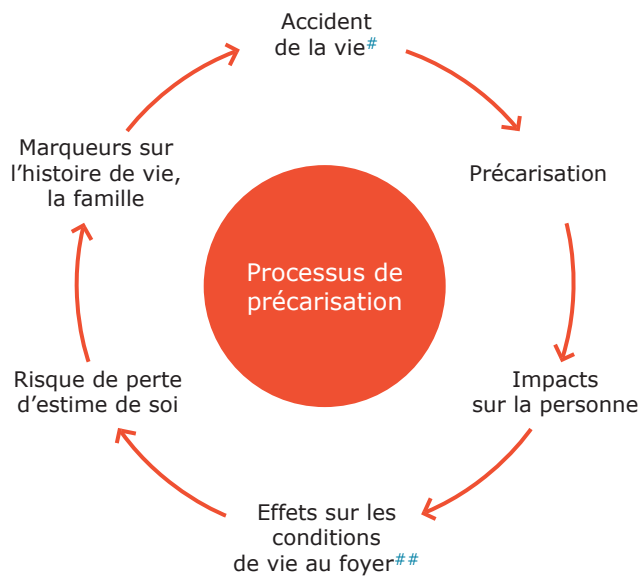 Accident
de la vie#
Précarisation
Impacts
sur la personne
Effets sur les
conditions
de vie au foyer##
Risque de perte
d'estime de soi
Marqueurs sur
l'histoire de vie,
la famille
Processus de
précarisation